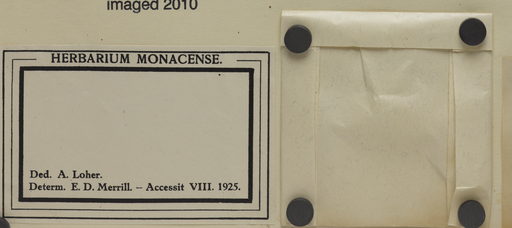 imaged 2010
HERBARIUM MONACENSE.
Ded. A. Loher.
Determ. E. D. Merrill. – Accessit VIII. 1925.